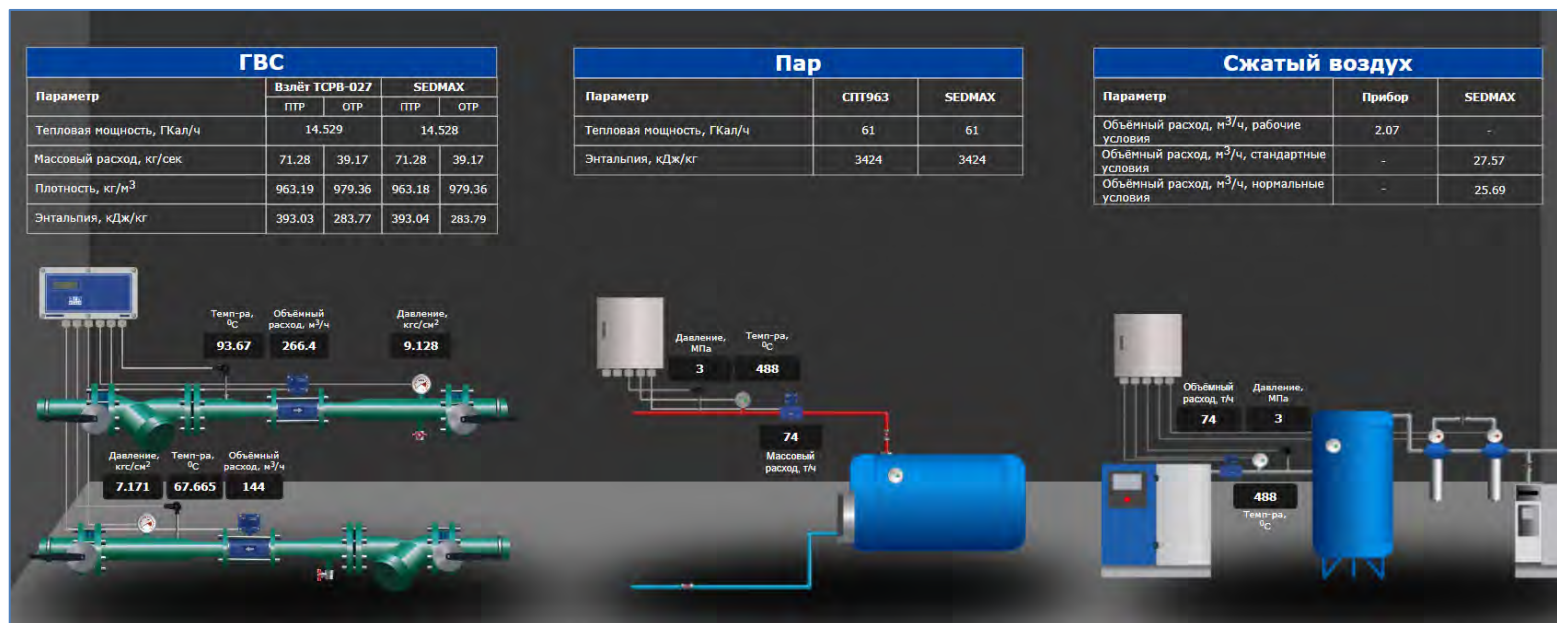 ГВС
Параметр
Взлёт ТСРВ-027 SEDMAX
ПТР ОТР ПТР ОТР
Тепловая мощность, ГКал/ч 14.529 14.528
Массовый расход, кг/сек 71.28 39.17 71.28 39.17
Плотность, кг/м3 963.19 979.36 963.18 979.36
Энтальпия, кДж/кг 393.03 283.77 393.04 283.79
Пар
Параметр СПТ963 SEDMAX
Тепловая мощность, ГКал/ч 61 61
Энтальпия, кДж/кг 3424 3424
Сжатый воздух
Параметр Прибор SEDMAX
Объёмный расход, м3/ч, рабочие
условия
2.07 -
Объёмный расход, м3/ч, стандартные
условия
- 27.57
Объёмный расход, м3/ч, нормальные
условия
- 25.69
Темп-ра,
0C
93.67
Объёмный
расход, м3/ч
266.4
Давление,
кгс/см2
9.128
Давление,
кгс/см2
7.171
Темп-ра,
0C
67.665
Объёмный
расход, м3/ч
144
Давление,
МПа
3
Темп-ра,
0C
488
74
Массовый
расход, т/ч
Объёмный
расход, т/ч
74
Давление,
МПа
3
488
Темп-ра,
0C